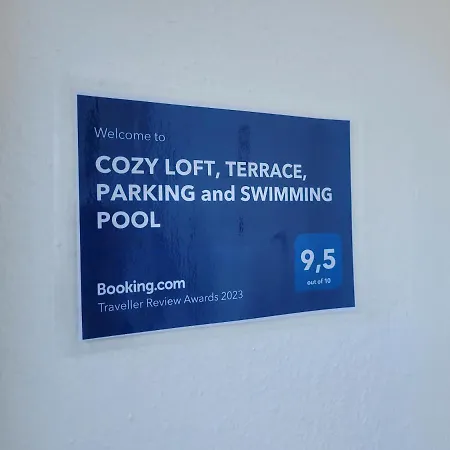 Welcome to
COZY LOFT, TERRACE,
PARKING and SWIMMING
POOL
9,5
out of 10
Booking.com
Traveller Review Awards 2023